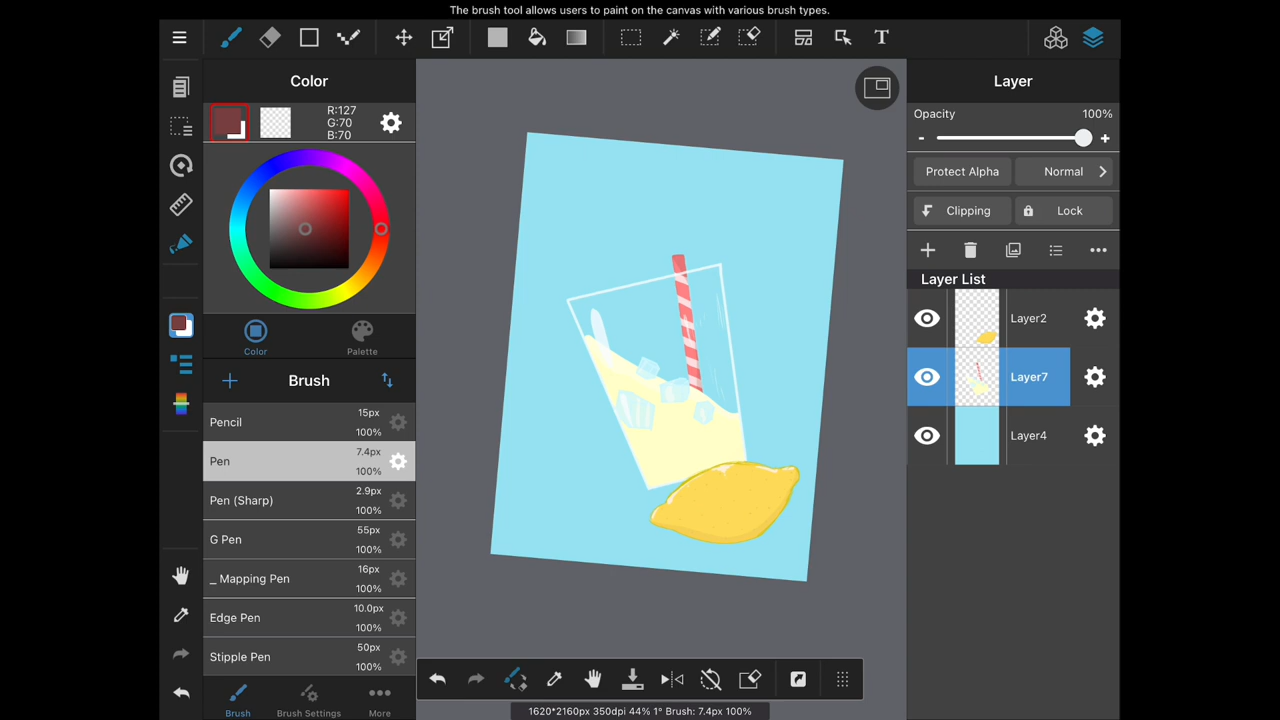 The brush tool allows users to paint on the canvas with various brush types.
T
Color
R:127
G:70
B:70
Color
Palette
Brush
Pencil
15px
100%
Pen
7.4px
100%
Pen (Sharp)
2.9px
100%
G Pen
55px
100%
_ Mapping Pen
16px
100%
Edge Pen
10.0px
100%
Stipple Pen
50px
100%
Brush
Brush Settings
More
1620*2160px 350dpi 44% 1° Brush: 7.4px 100%
Layer
Opacity
100%
- +
Protect Alpha
Normal
Clipping
Lock
Layer List
Layer2
Layer7
Layer4